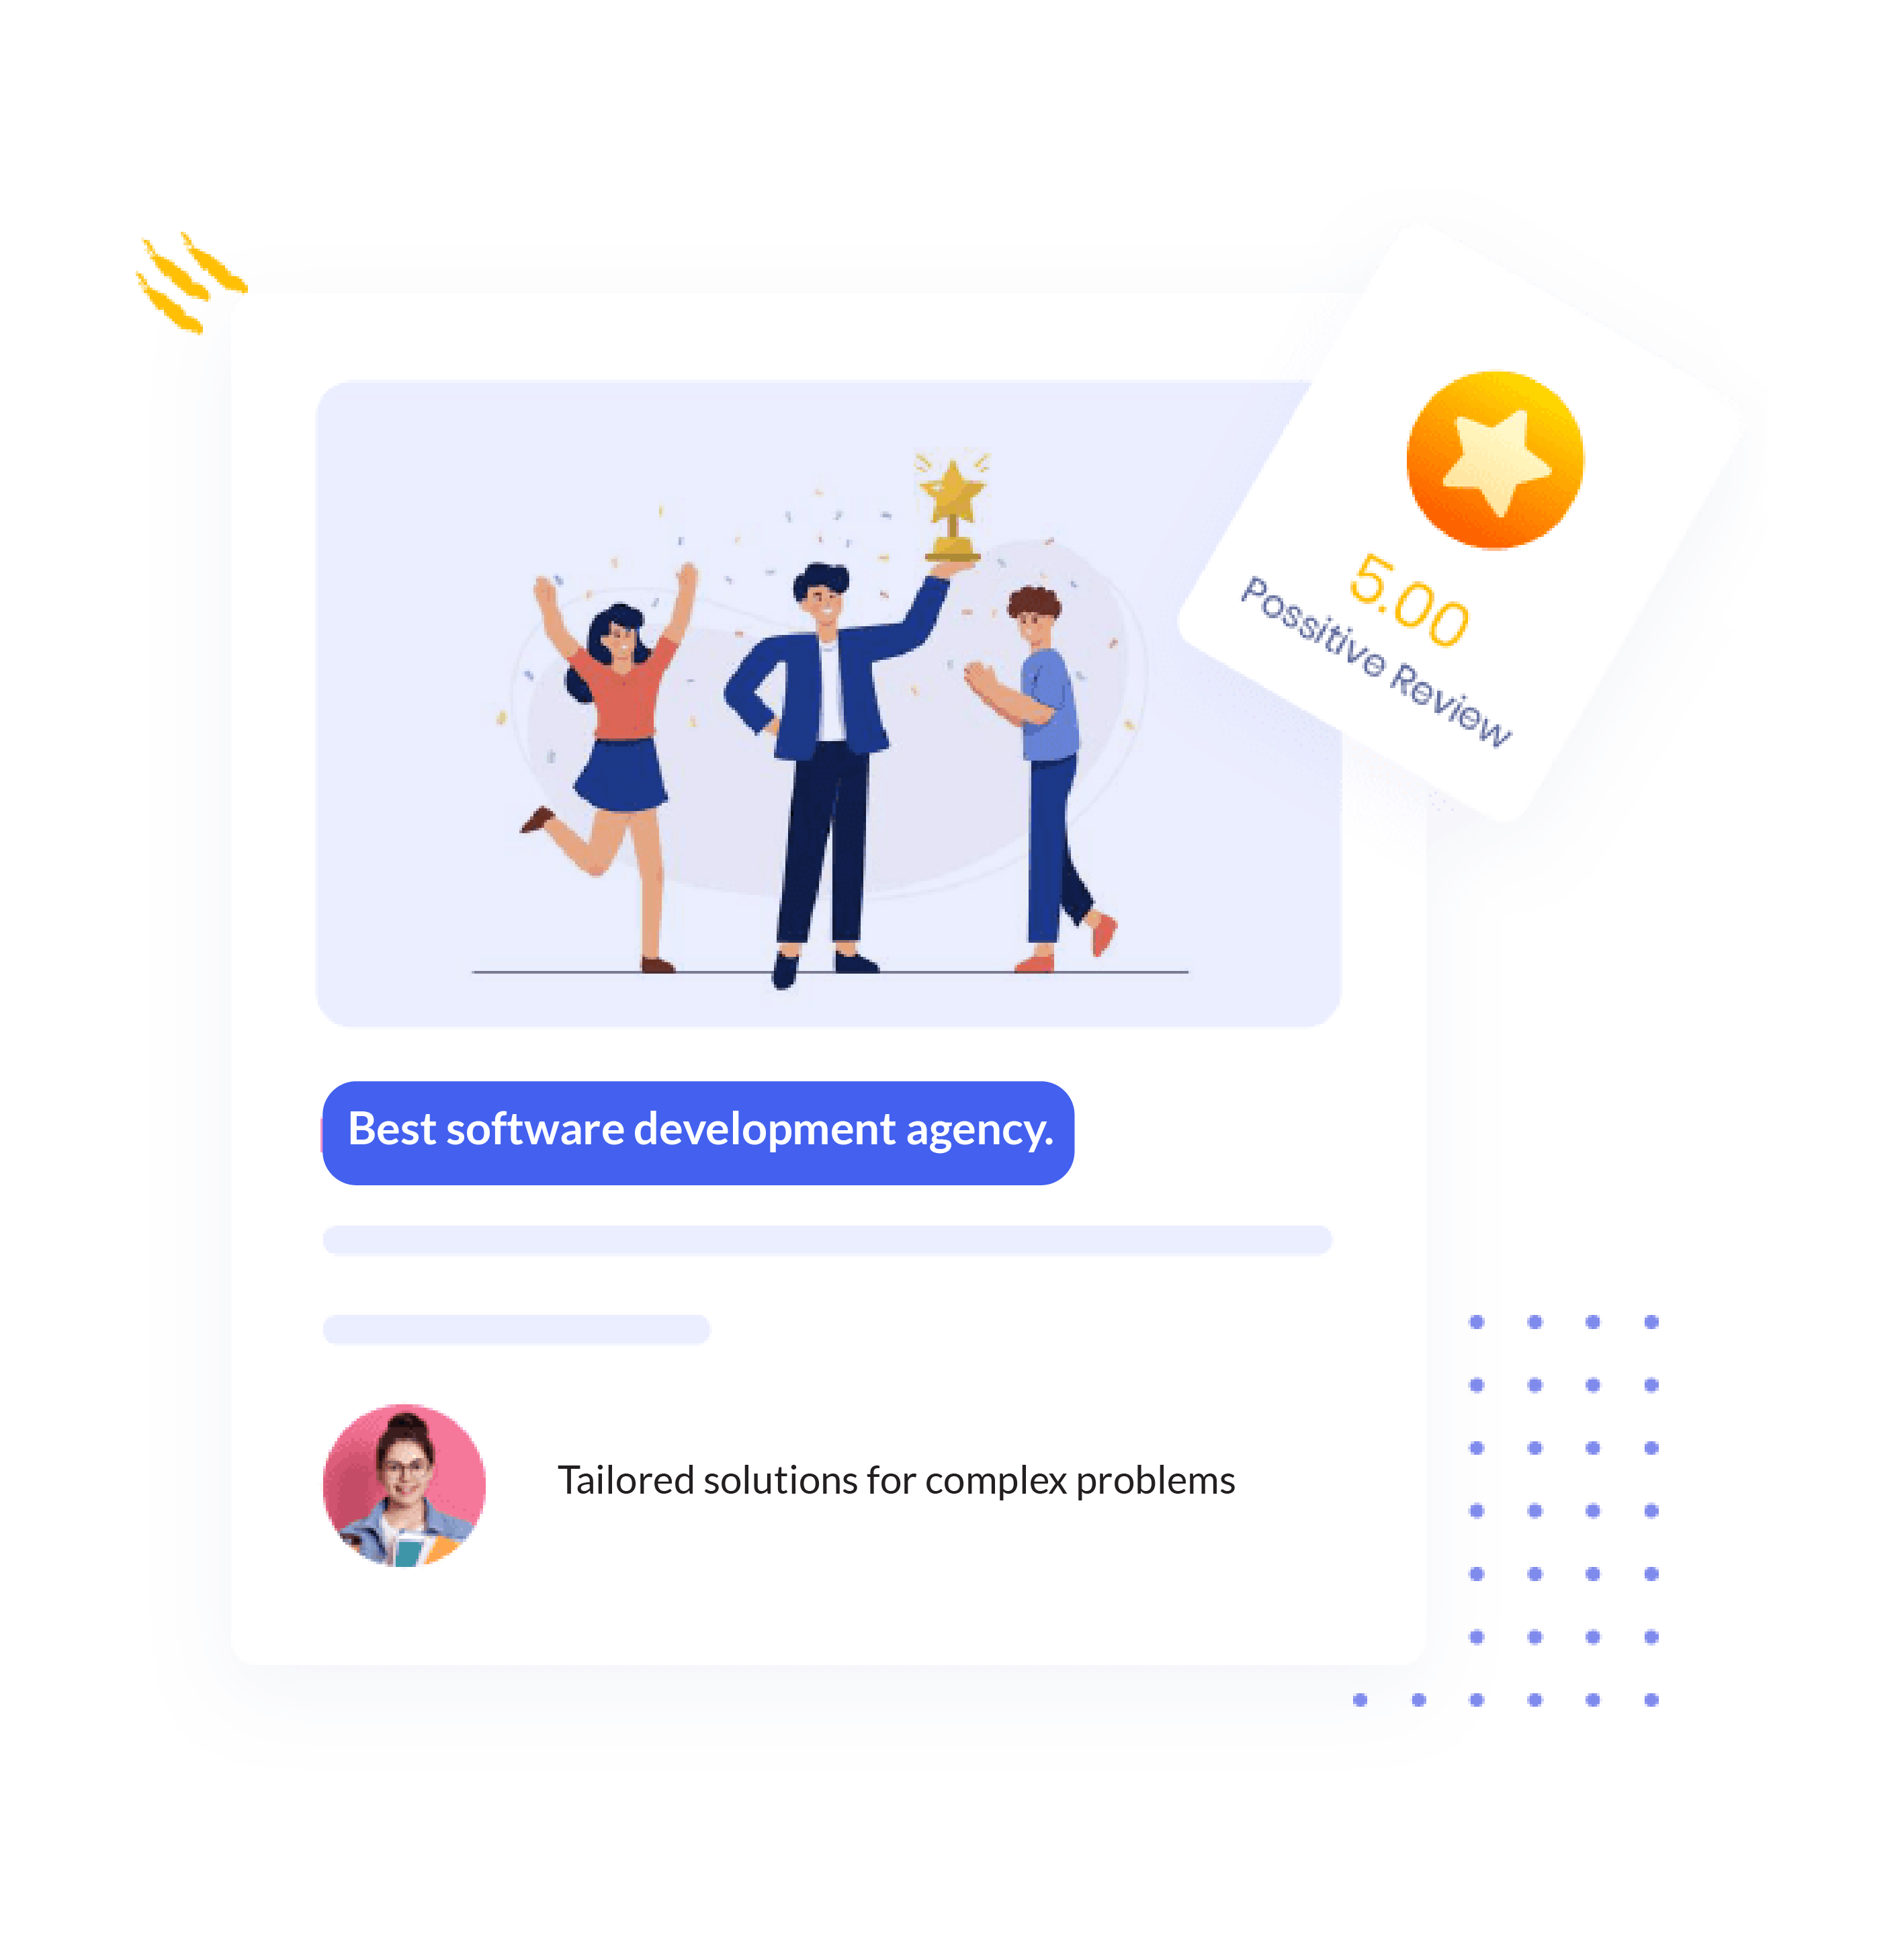 5.00
Possitive Review
Best software development agency.
Tailored solutions for complex problems